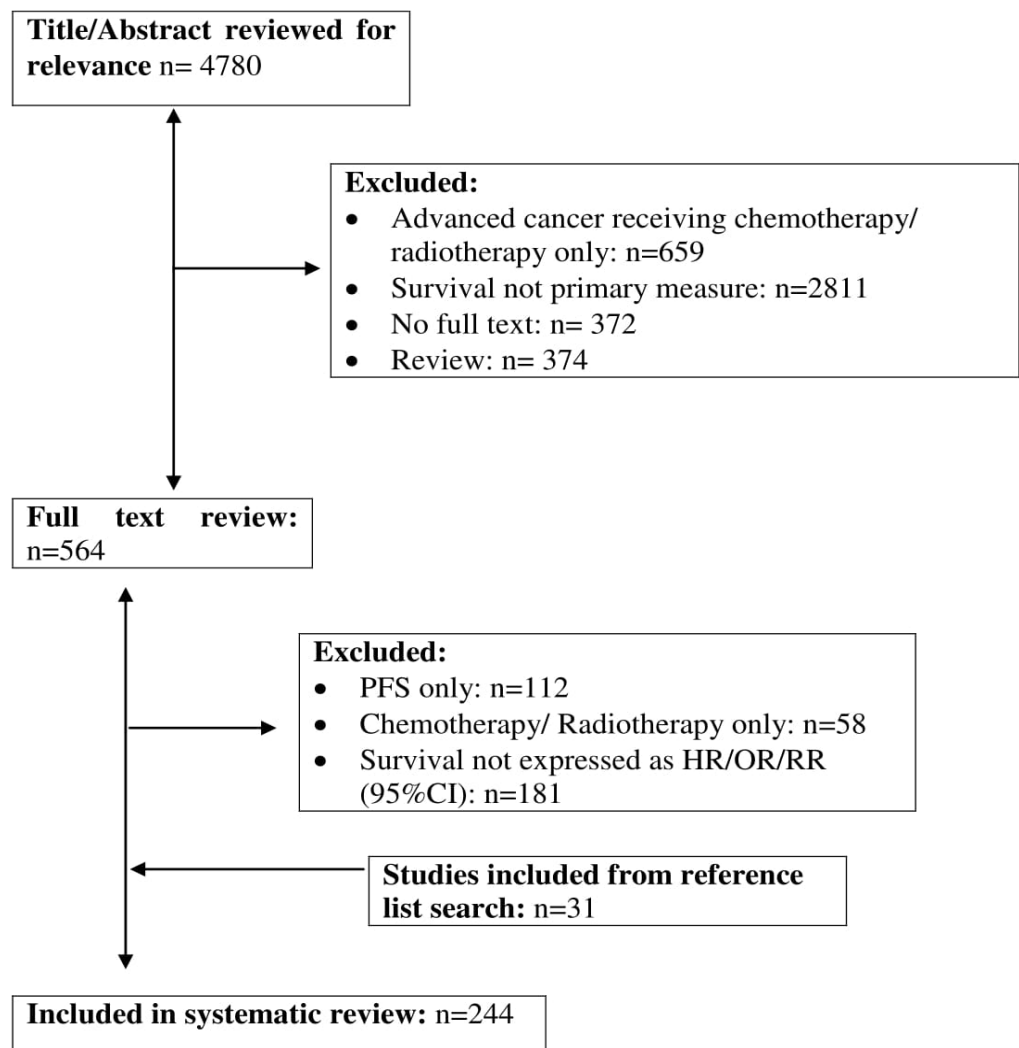 Title/Abstract reviewed for
relevance n= 4780
Excluded:
• Advanced cancer receiving chemotherapy/
radiotherapy only: n=659
• Survival not primary measure: n=2811
• No full text: n= 372
• Review: n= 374
Full text review:
n=564
Excluded:
• PFS only: n=112
• Chemotherapy/ Radiotherapy only: n=58
• Survival not expressed as HR/OR/RR
(95%CI): n=181
Studies included from reference
list search: n=31
Included in systematic review: n=244